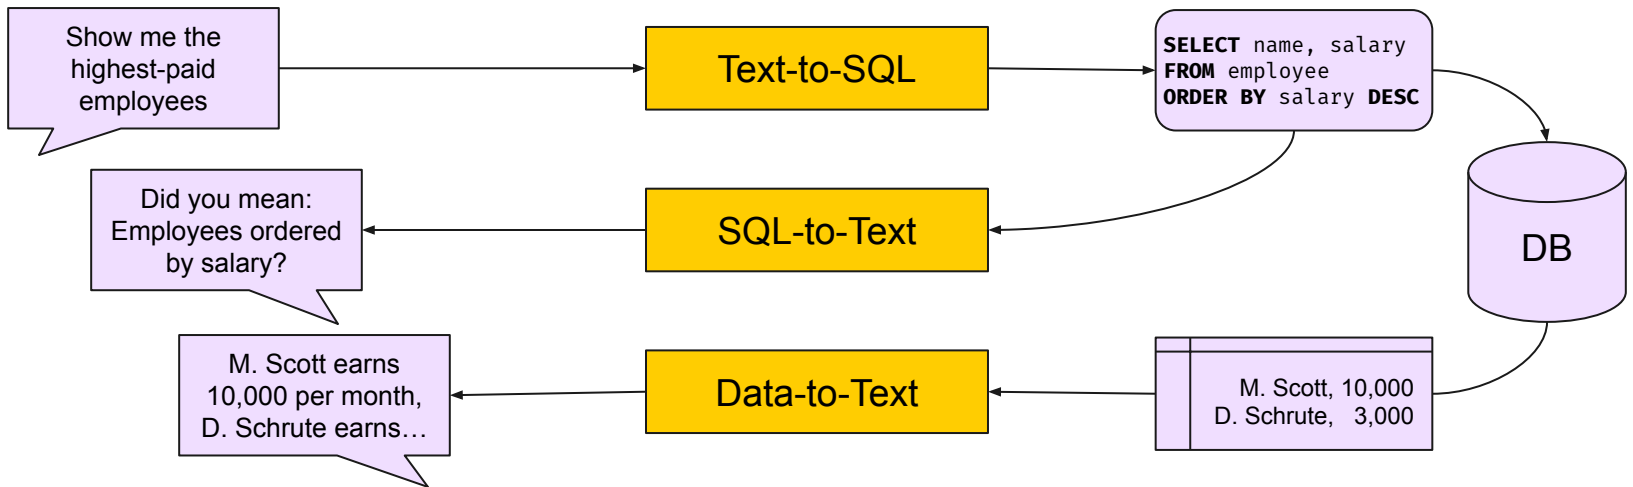 Show me the
highest-paid
employees
Text-to-SQL
SELECT name, salary
FROM employee
ORDER BY salary DESC
Did you mean:
Employees ordered
by salary?
SQL-to-Text
DB
M. Scott earns
10,000 per month,
D. Schrute earns…
Data-to-Text
M. Scott, 10,000
D. Schrute, 3,000